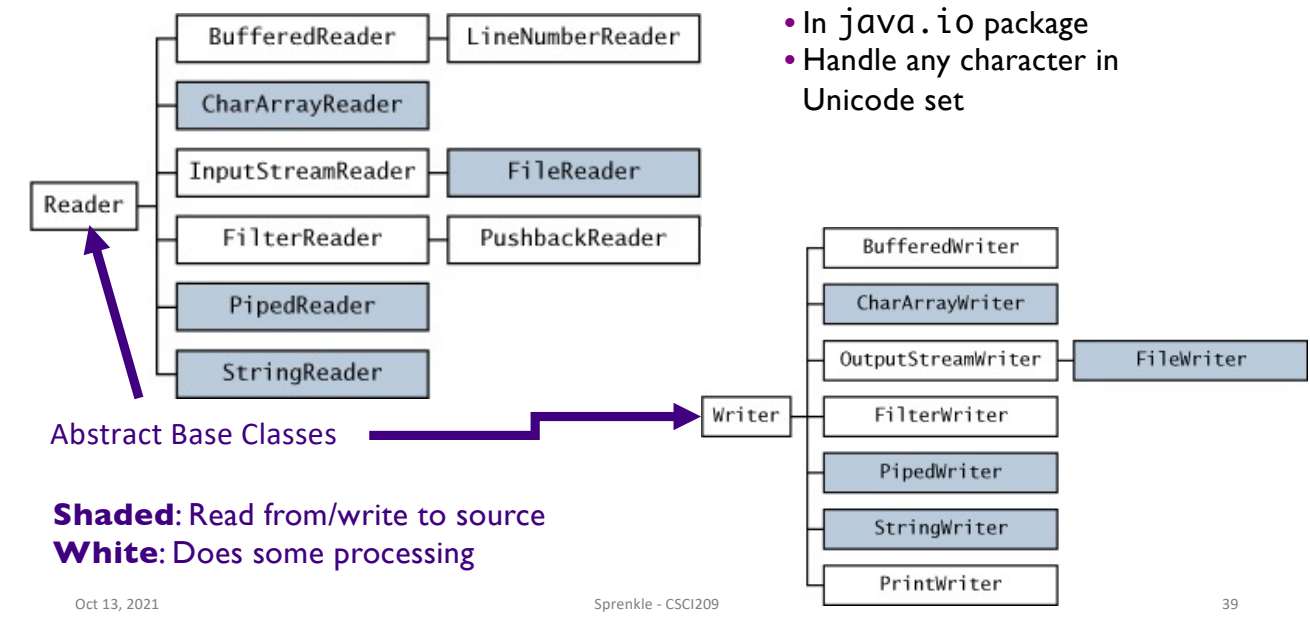 BufferedReader
LineNumberReader
CharArrayReader
InputStreamReader
FileReader
Reader
FilterReader
PushbackReader
PipedReader
StringReader
• In java.io package
• Handle any character in
Unicode set
BufferedWriter
CharArrayWriter
OutputStreamWriter
FileWriter
Writer
FilterWriter
PipedWriter
StringWriter
PrintWriter
Abstract Base Classes
Shaded: Read from/write to source
White: Does some processing
Oct 13, 2021
Sprenkle - CSCI209
39